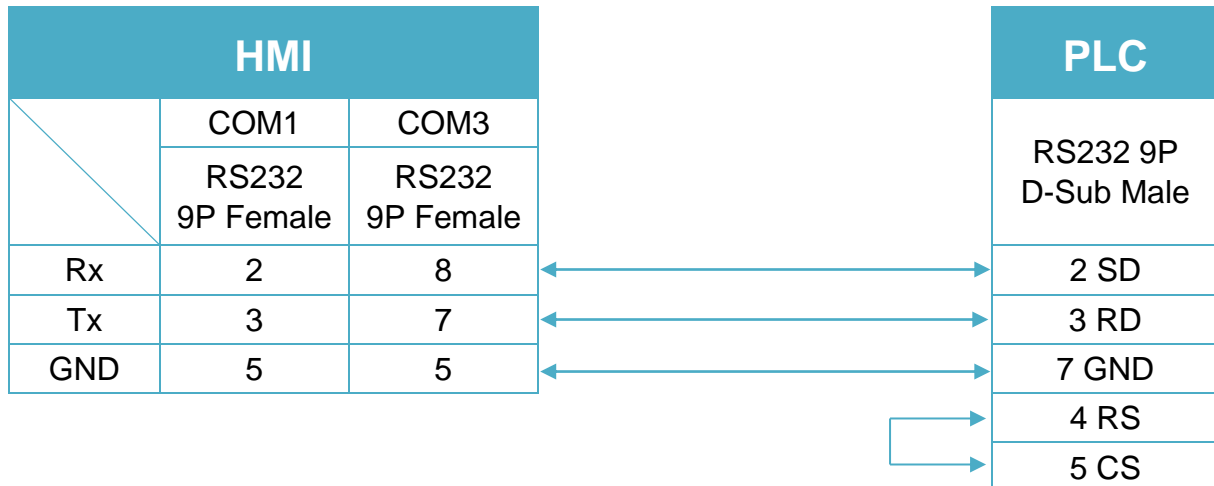 HMI
PLC
COM1 COM3
RS232 9P Female RS232 9P Female
RS232 9P
D-Sub Male
Rx 2 8 2 SD
Tx 3 7 3 RD
GND 5 5 7 GND
4 RS
5 CS